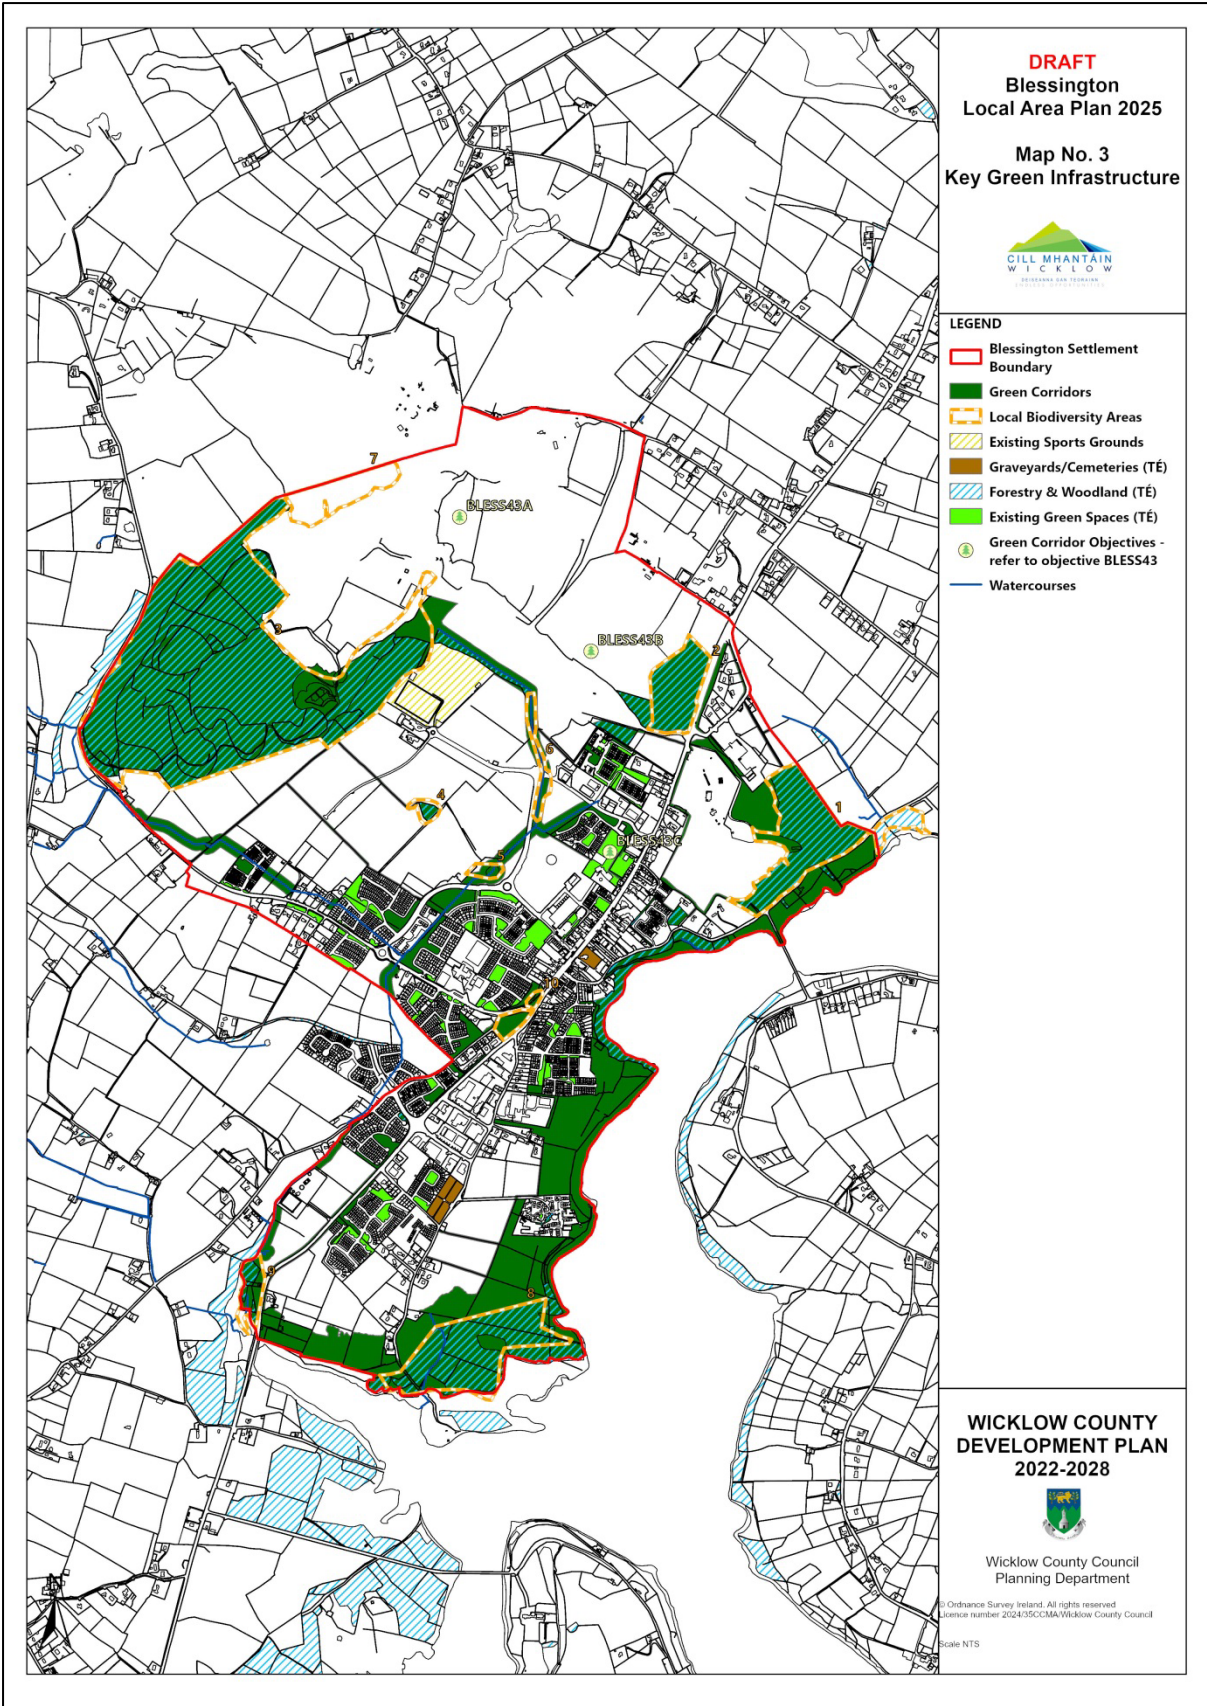 DRAFT
Blessington
Local Area Plan 2025
Map No. 3
Key Green Infrastructure
CILL MHANTÁIN
WICKLOW
ENDLESS OPPORTUNITIES
LEGEND
Blessington Settlement
Boundary
Green Corridors
Local Biodiversity Areas
Existing Sports Grounds
Graveyards/Cemeteries (TÉ)
Forestry & Woodland (TÉ)
Existing Green Spaces (TÉ)
Green Corridor Objectives -
refer to objective BLESS43
Watercourses
7
BLESS43A
3
BLESS43B
2
6
4
1
BLESS43C
5
10
9
8
WICKLOW COUNTY
DEVELOPMENT PLAN
2022-2028
Wicklow County Council
Planning Department
© Ordnance Survey Ireland. All rights reserved
Licence number 2024/35CCMA/Wicklow County Council
Scale NTS